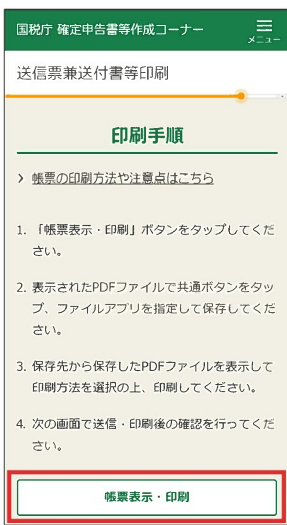 国税庁 確定申告書等作成コーナー
メニュー
送信票兼送付書等印刷
印刷手順
帳票の印刷方法や注意点はこちら
1. 「帳票表示・印刷」ボタンをタップしてくだ
さい。
2. 表示されたPDFファイルで共通ボタンをタッ
プ、ファイルアプリを指定して保存してくだ
さい。
3. 保存先から保存したPDFファイルを表示して
印刷方法を選択の上、印刷してください。
4. 次の画面で送信・印刷後の確認を行ってくだ
さい。
帳票表示・印刷